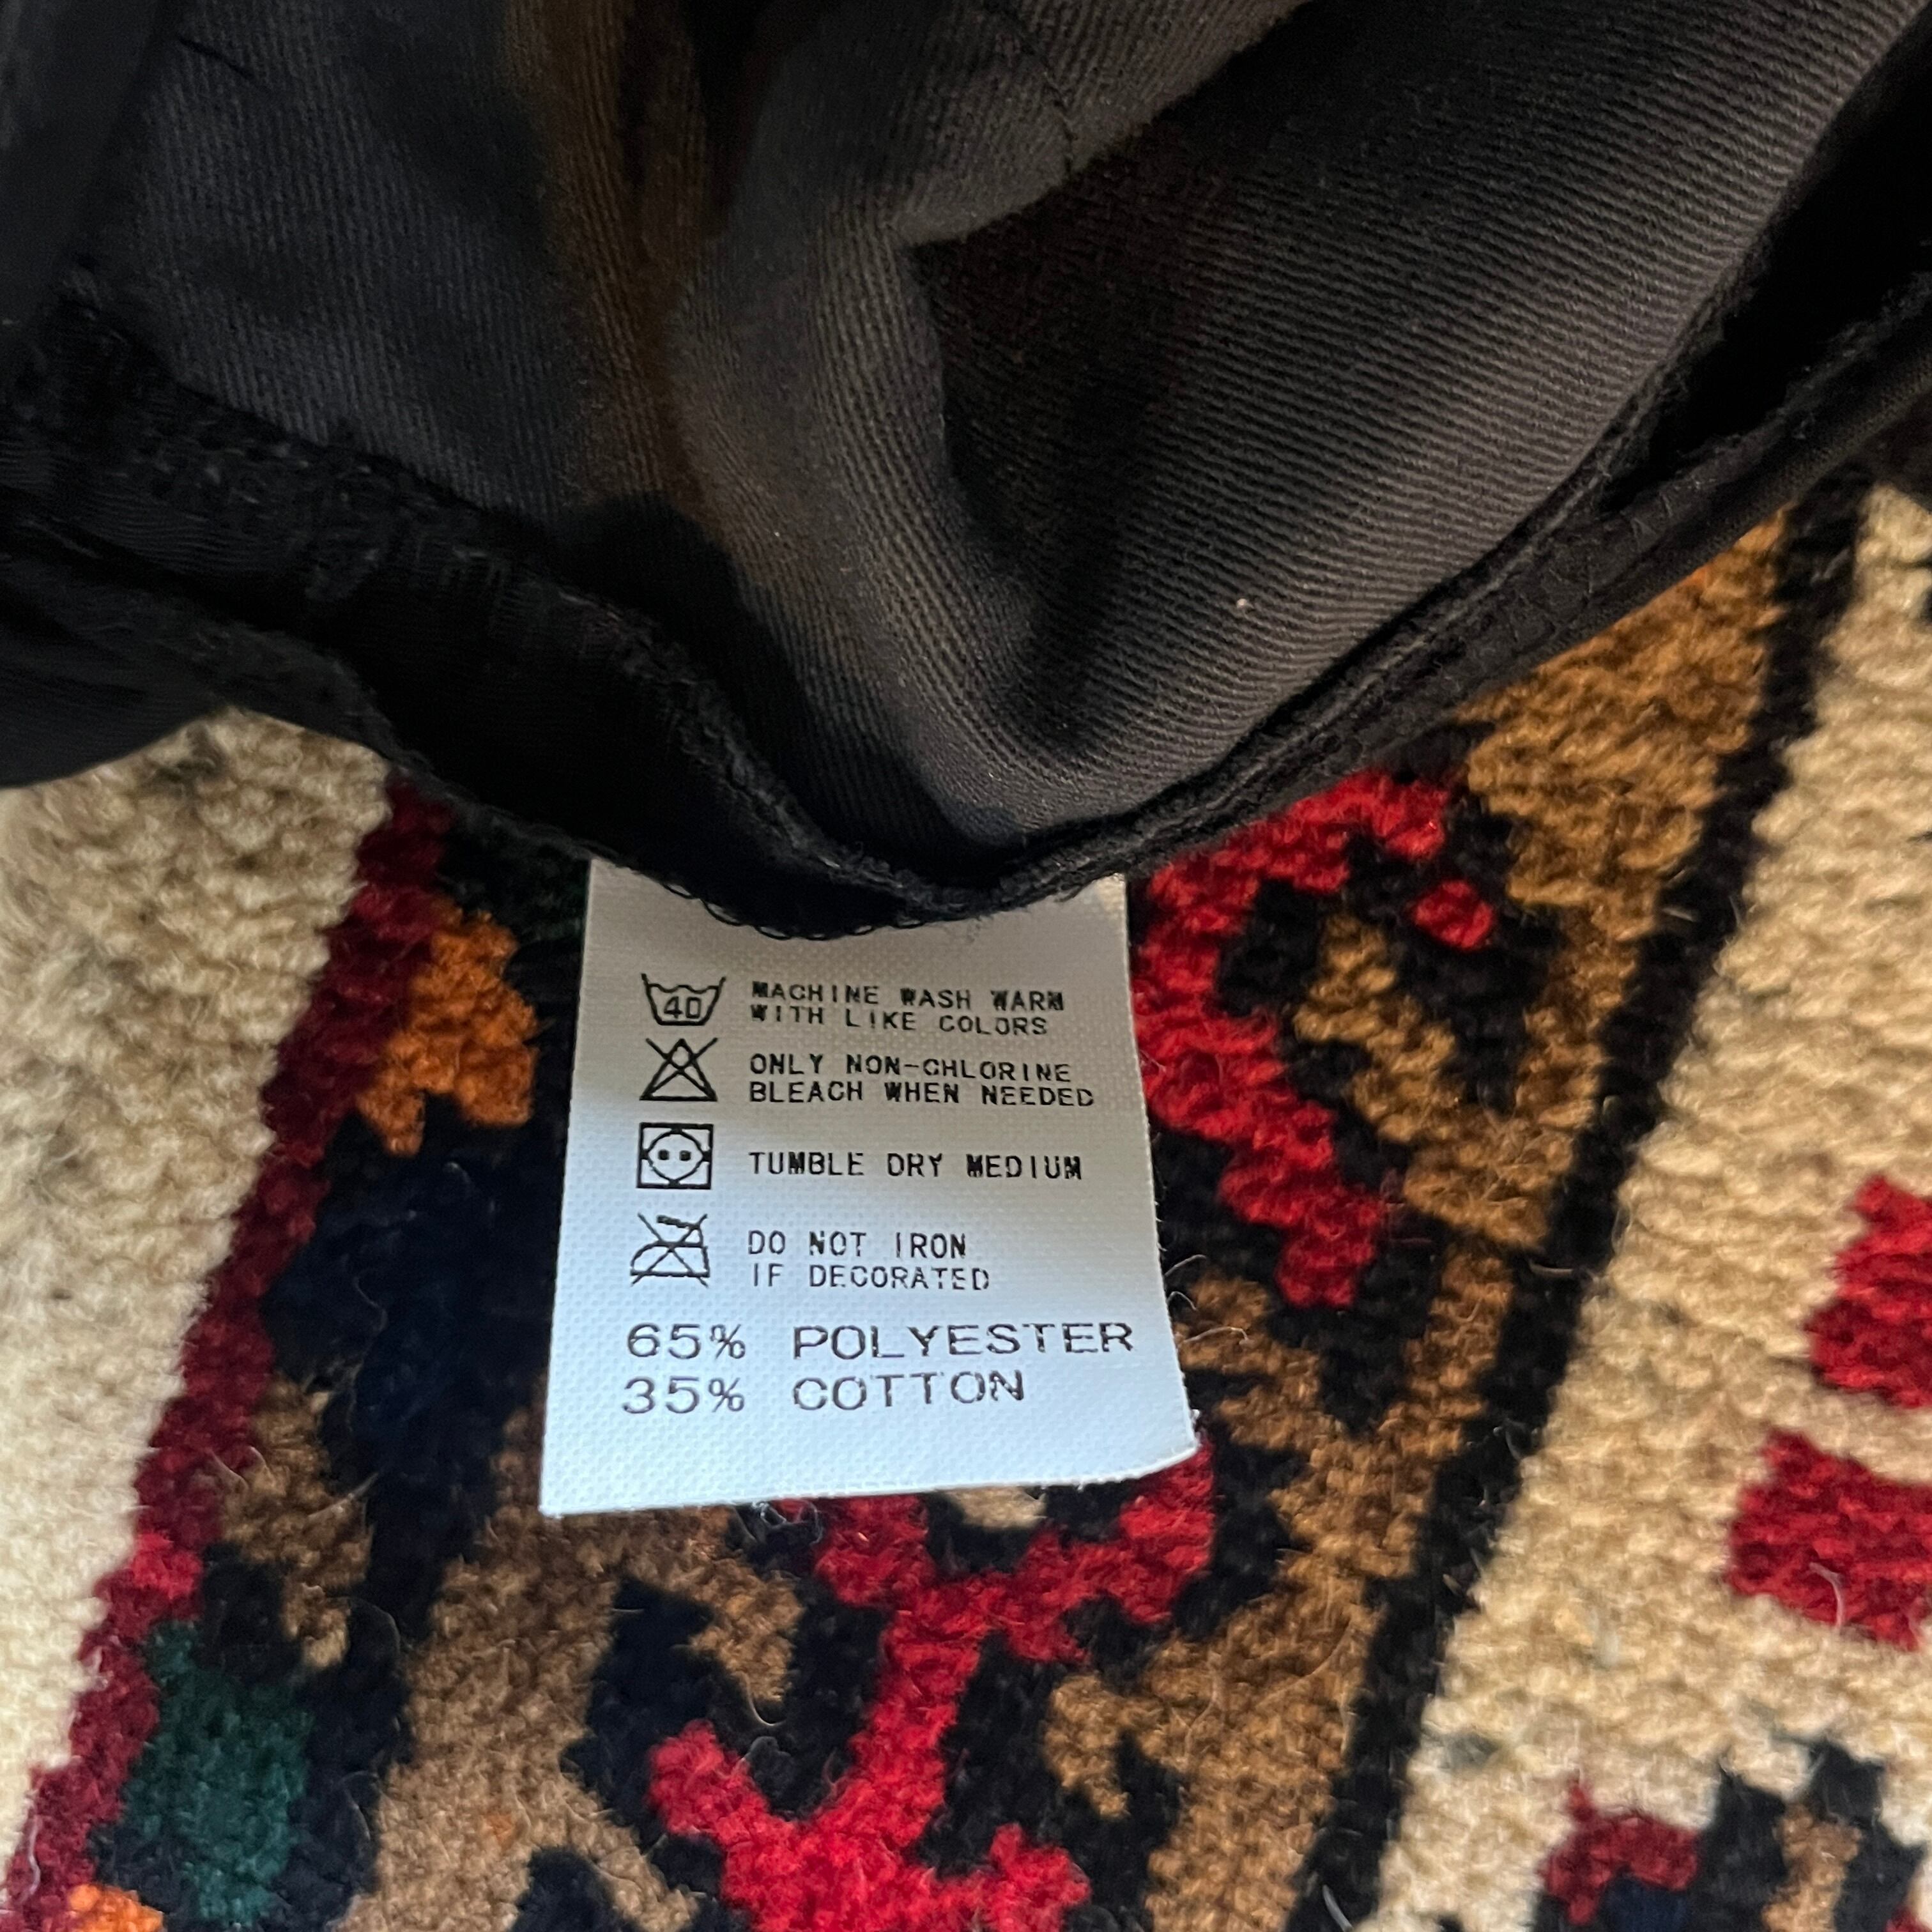 40
MACHINE WASH WARM
WITH LIKE COLORS
ONLY NON-CHLORINE
BLEACH WHEN NEEDED
TUMBLE DRY MEDIUM
DO NOT IRON
IF DECORATED
65% POLYESTER
35% COTTON